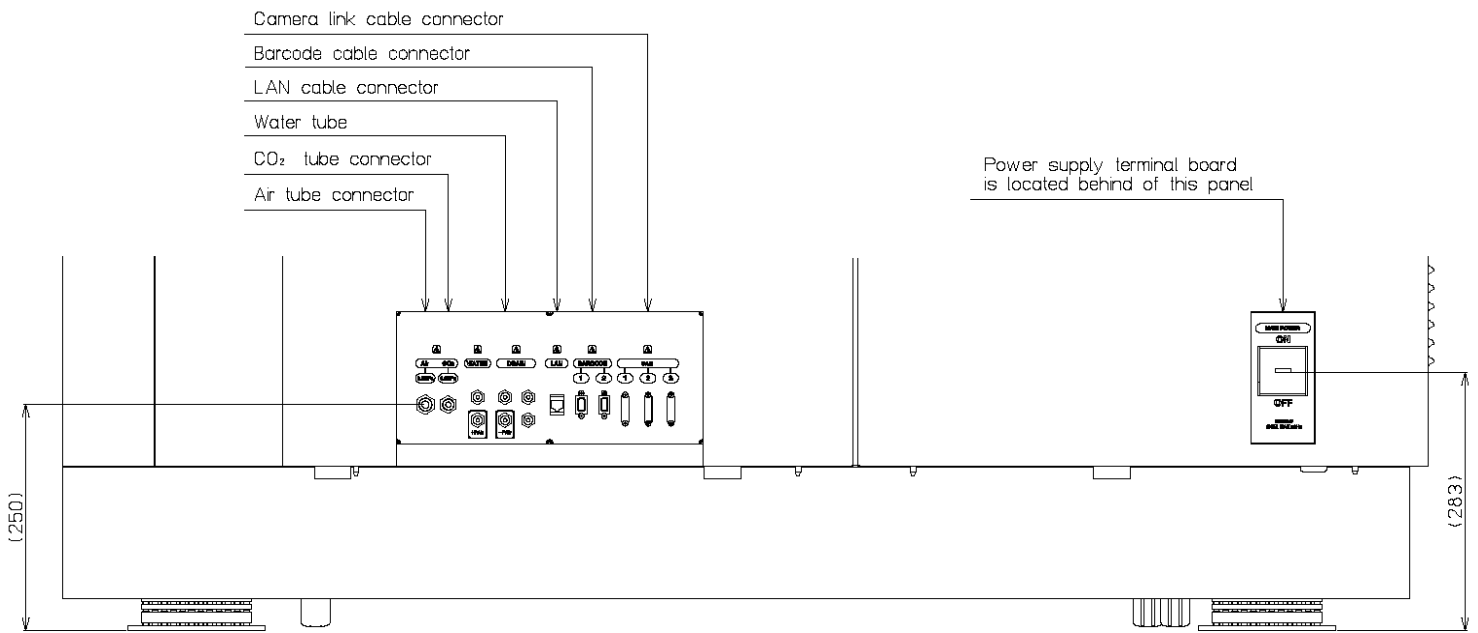 Camera link cable connector
Barcode cable connector
LAN cable connector
Water tube
CO₂ tube connector
Air tube connector
Power supply terminal board
is located behind of this panel
MAIN POWER
ON
OFF
Air CO₂ WATER DRAIN LAN BARCODE
1 2 1 2 3
(250)
(283)